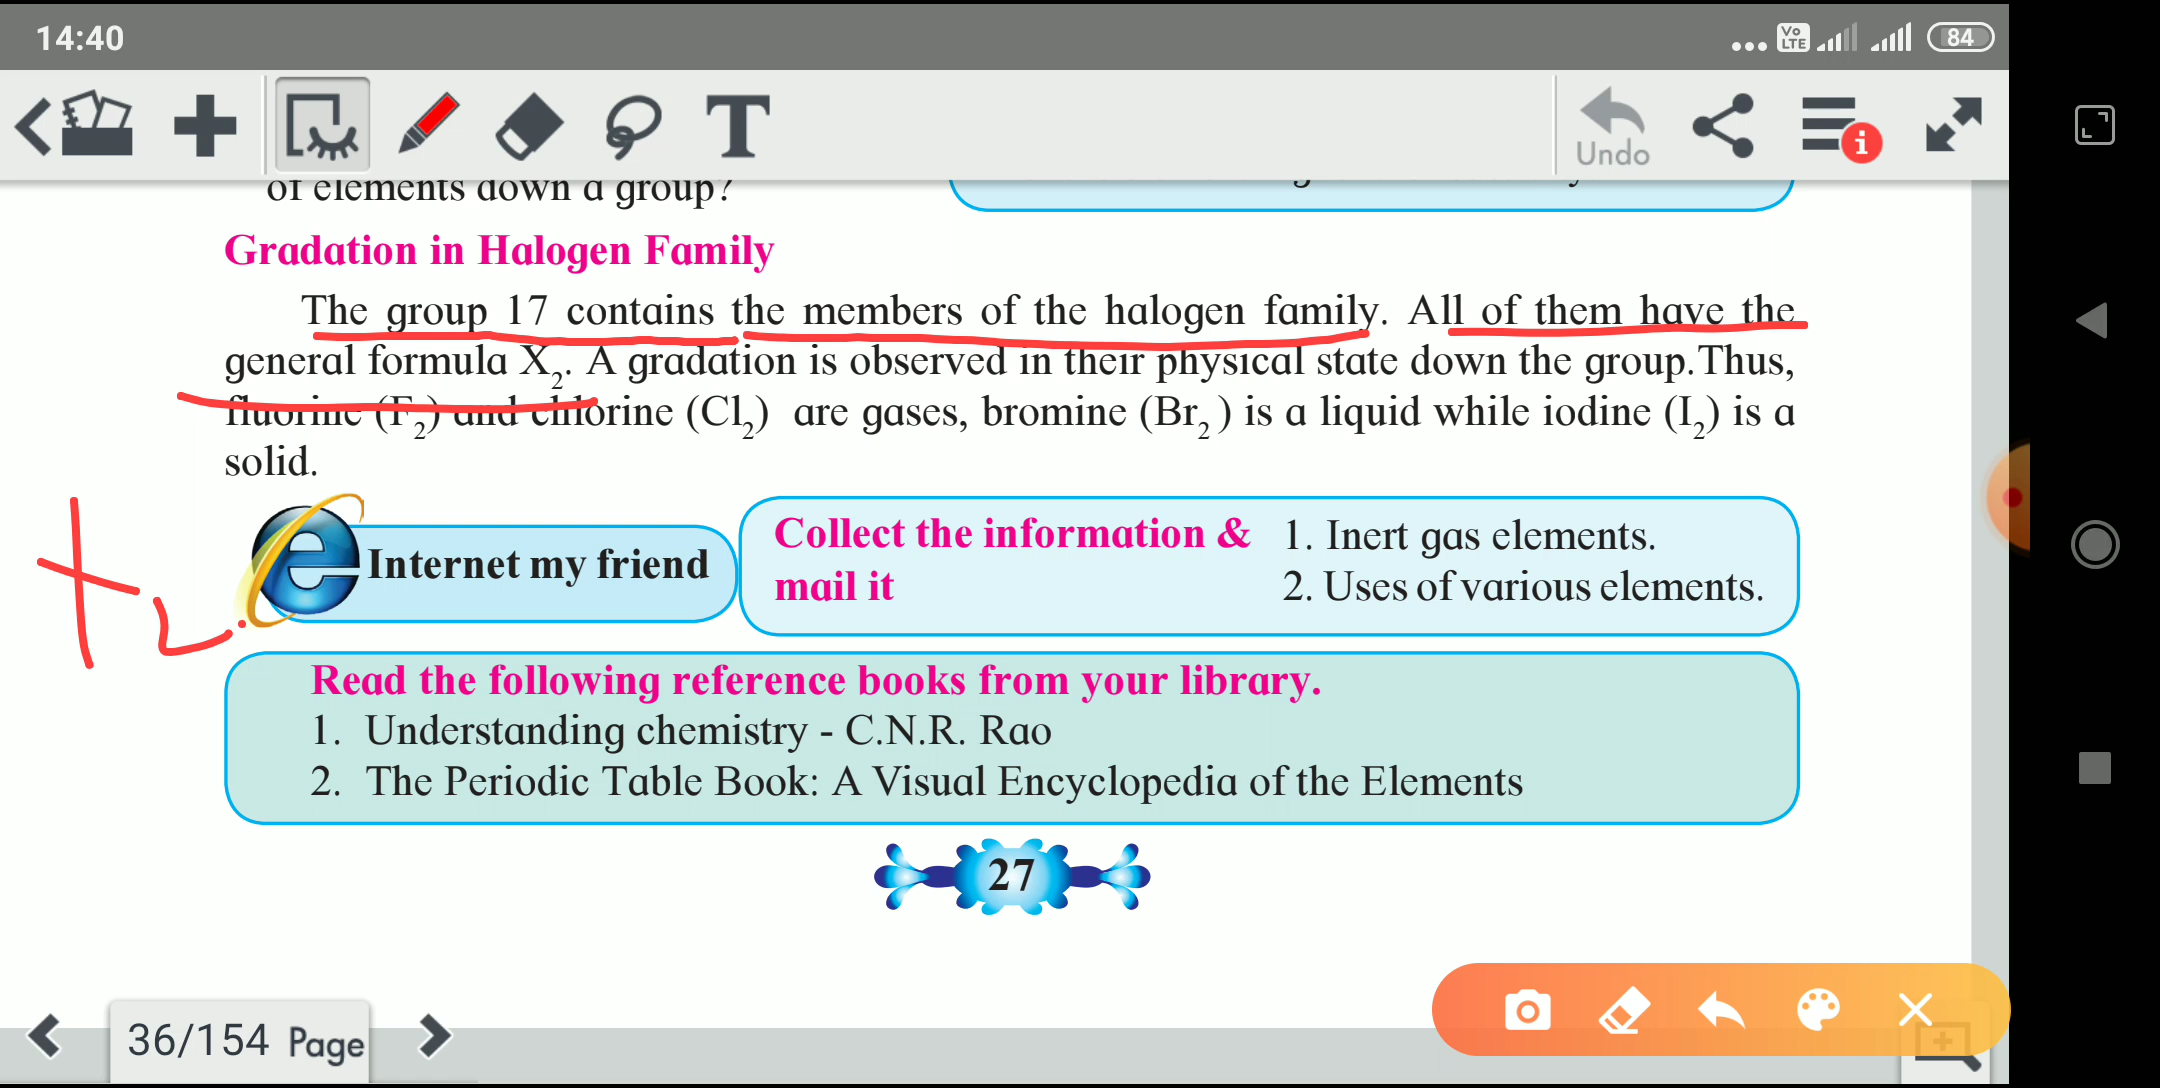 14:40
Vo LTE
84
T
Undo
i
of elements down a group?
Gradation in Halogen Family
The group 17 contains the members of the halogen family. All of them have the
general formula X₂. A gradation is observed in their physical state down the group.Thus,
fluorine (F₂) and chlorine (Cl₂) are gases, bromine (Br₂) is a liquid while iodine (I₂) is a
solid.
X₂.
e
Internet my friend
Collect the information &
mail it
1. Inert gas elements.
2. Uses of various elements.
Read the following reference books from your library.
1. Understanding chemistry - C.N.R. Rao
2. The Periodic Table Book: A Visual Encyclopedia of the Elements
27
36/154 Page